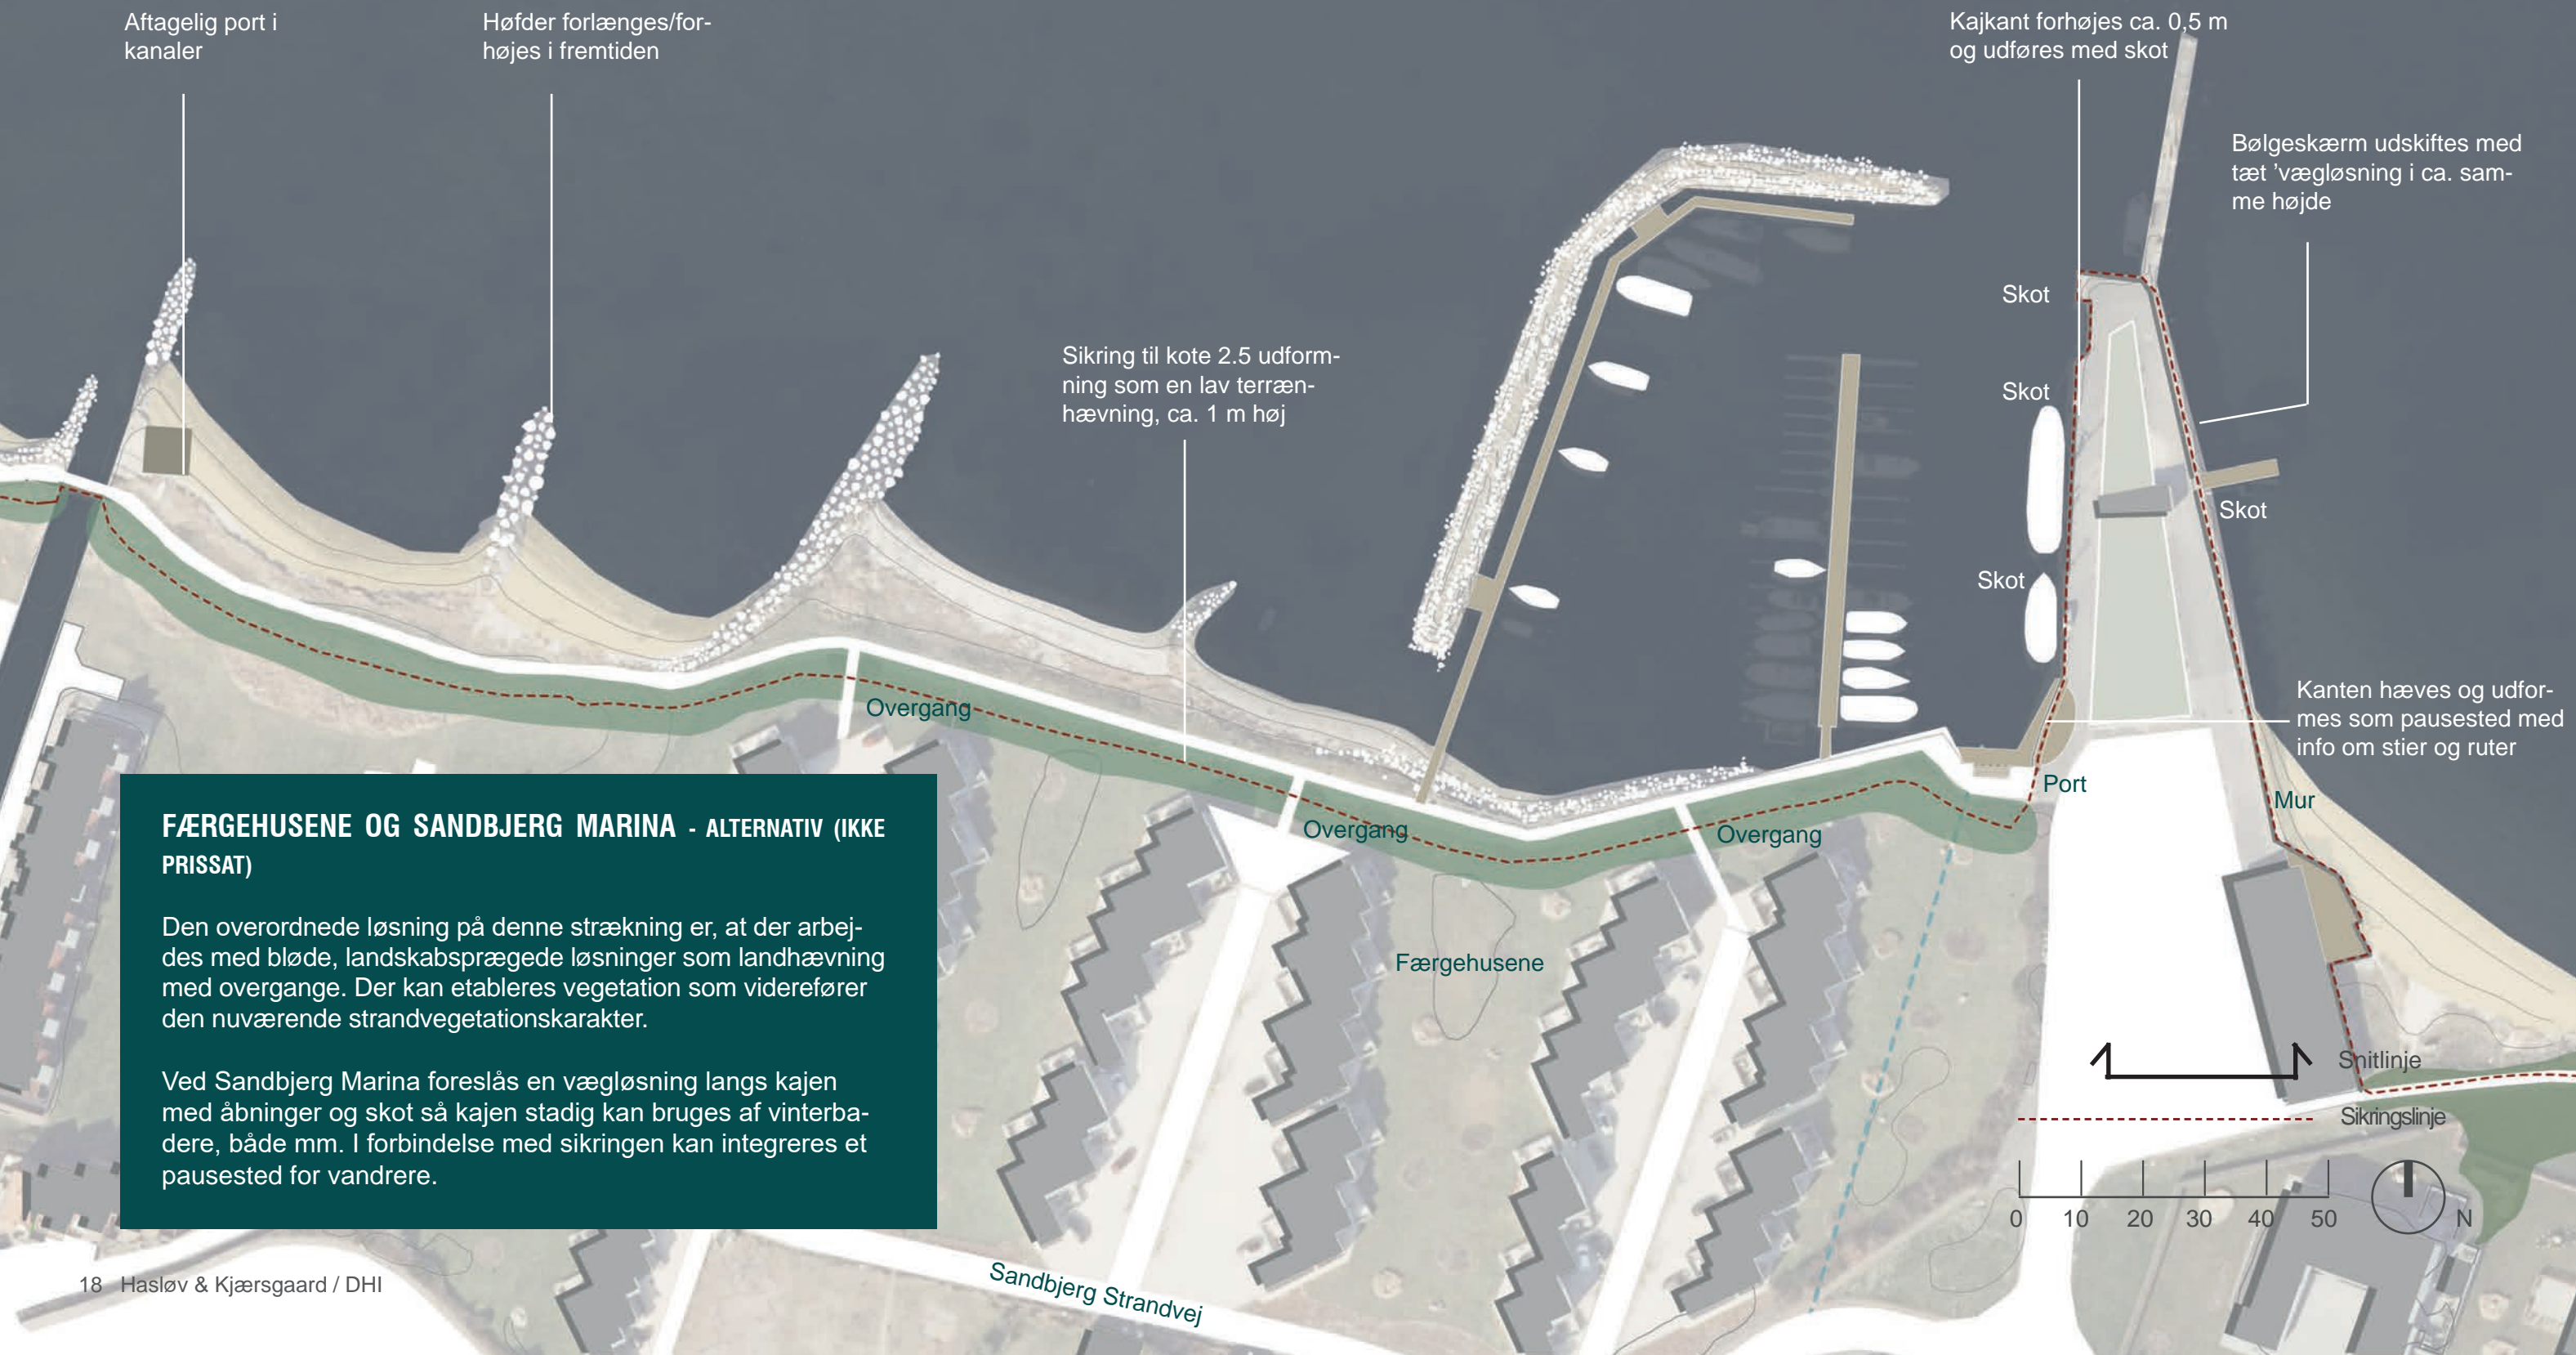 Aftagelig port i
kanaler
Høfder forlænges/for-
højes i fremtiden
Kajkant forhøjes ca. 0,5 m
og udføres med skot
Bølgeskærm udskiftes med
tæt 'vægløsning i ca. sam-
me højde
Skot
Sikring til kote 2.5 udform-
ning som en lav terræn-
hævning, ca. 1 m høj
Skot
Skot
Skot
Kanten hæves og udfor-
mes som pausested med
info om stier og ruter
Overgang
Port
Mur
Overgang
Overgang
FÆRGEHUSENE OG SANDBJERG MARINA - ALTERNATIV (IKKE
PRISSAT)
Den overordnede løsning på denne strækning er, at der arbej-
des med bløde, landskabsprægede løsninger som landhævning
med overgange. Der kan etableres vegetation som viderefører
den nuværende strandvegetationskarakter.
Ved Sandbjerg Marina foreslås en vægløsning langs kajen
med åbninger og skot så kajen stadig kan bruges af vinterba-
dere, både mm. I forbindelse med sikringen kan integreres et
pausested for vandrere.
Færgehusene
Snitlinje
Sikringslinje
0 10 20 30 40 50
N
Sandbjerg Strandvej
18 Hasløv & Kjærsgaard / DHI